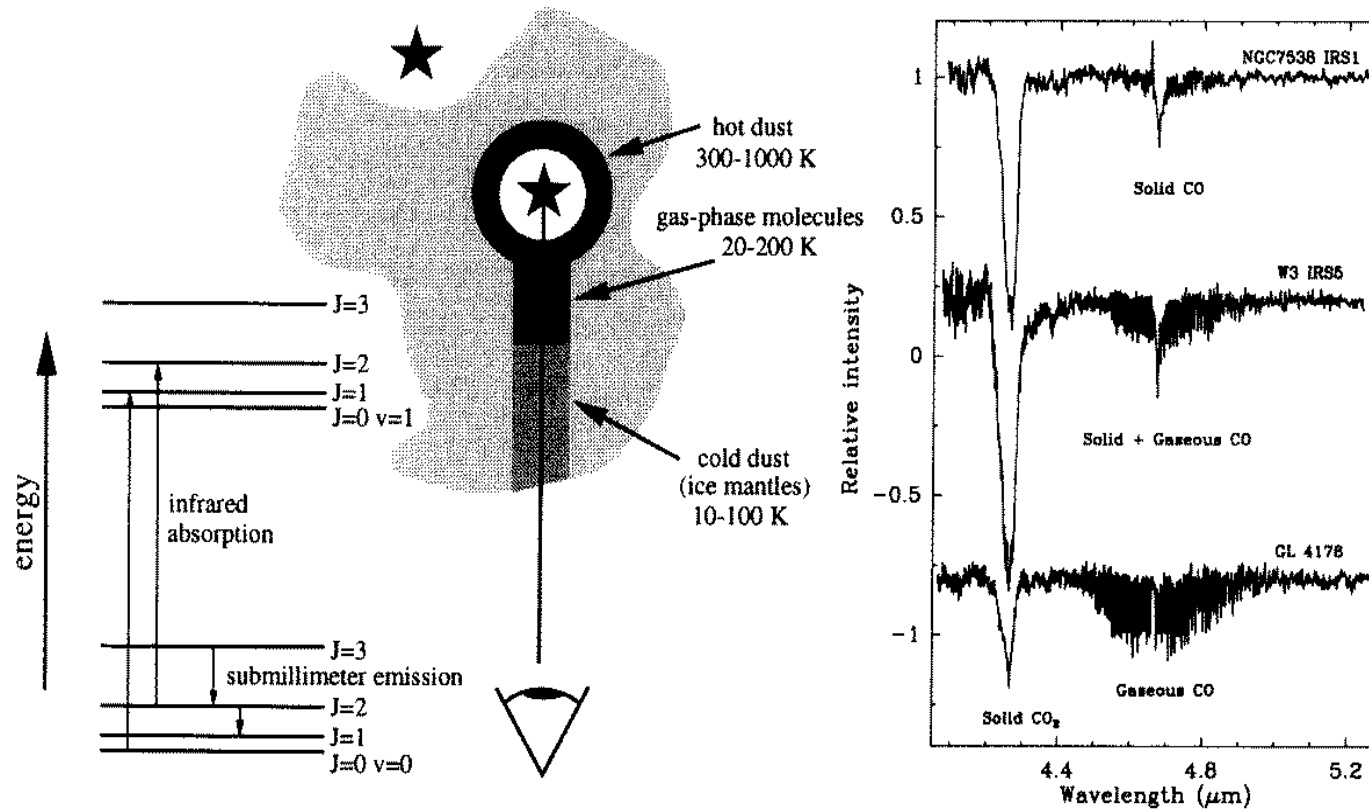 J=3
J=2
J=1
J=0 v=1
energy
infrared
absorption
J=3
submillimeter emission
J=2
J=1
J=0 v=0
hot dust
300-1000 K
gas-phase molecules
20-200 K
cold dust
(ice mantles)
10-100 K
Relative intensity
1
0.5
0
−0.5
−1
NGC7538 IRS1
Solid CO
W3 IRS5
Solid + Gaseous CO
GL 4178
Gaseous CO
Solid CO₂
4.4
4.8
5.2
Wavelength (μm)